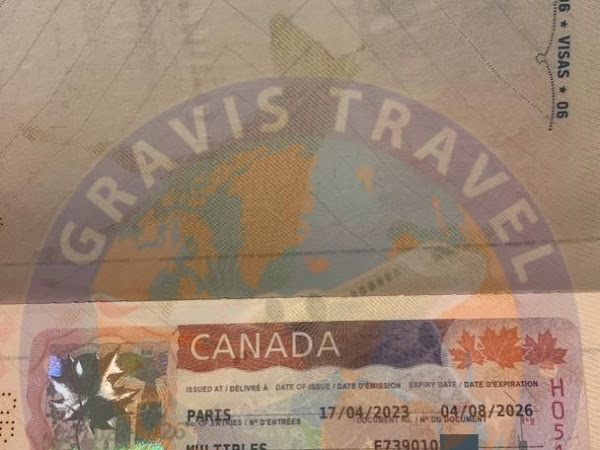 06 ★ VISAS ★ 06
GRAVIS TRAVEL
CANADA
ISSUED AT / DÉLIVRÉ À DATE OF ISSUE / DATE D'ÉMISSION EXPIRY DATE / DATE D'EXPIRATION
PARIS 17/04/2023 04/08/2026
No. OF ENTRIES / Nº D'ENTRÉES DOCUMENT No. / Nº DU DOCUMENT
MULTIPLES F739010
H05